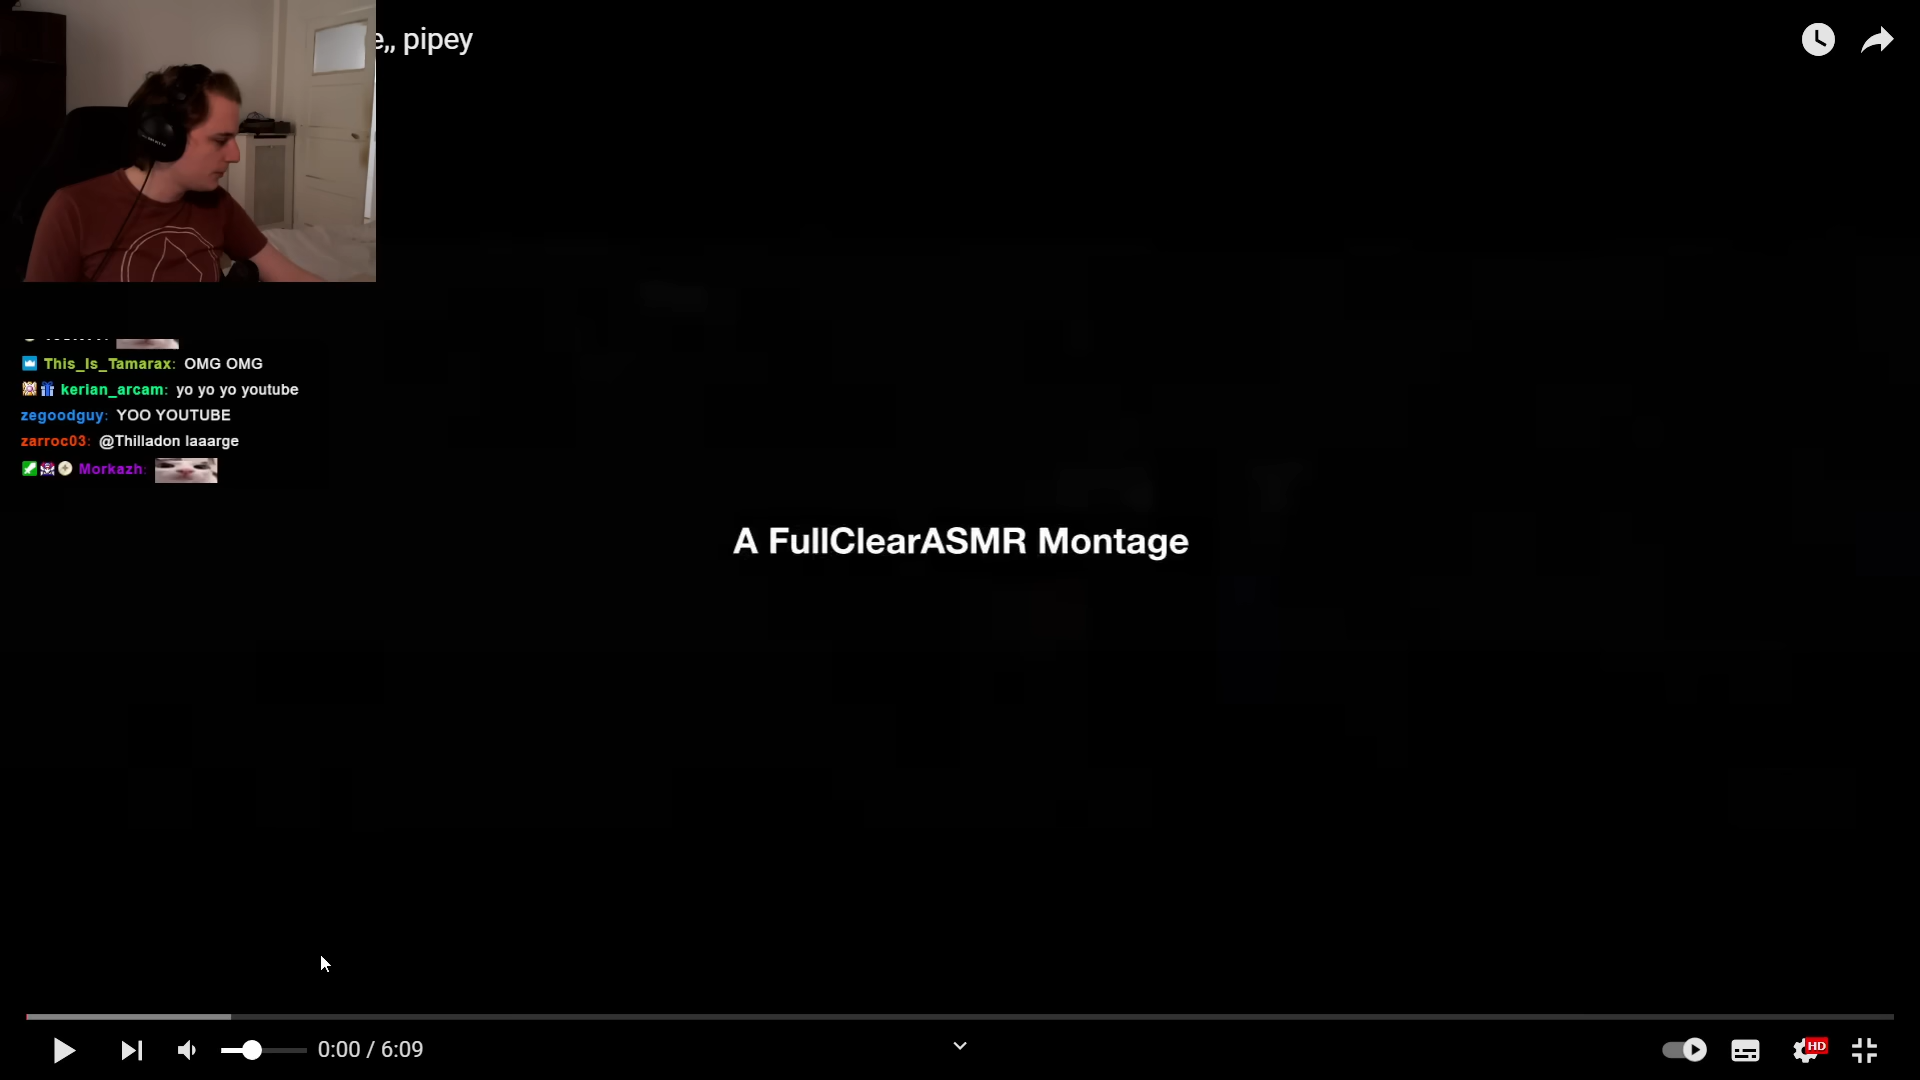 e,, pipey
This_Is_Tamarax: OMG OMG
kerian_arcam: yo yo yo youtube
zegoodguy: YOO YOUTUBE
zarroc03: @Thilladon laaarge
Morkazh:
A FullClearASMR Montage
0:00 / 6:09
HD